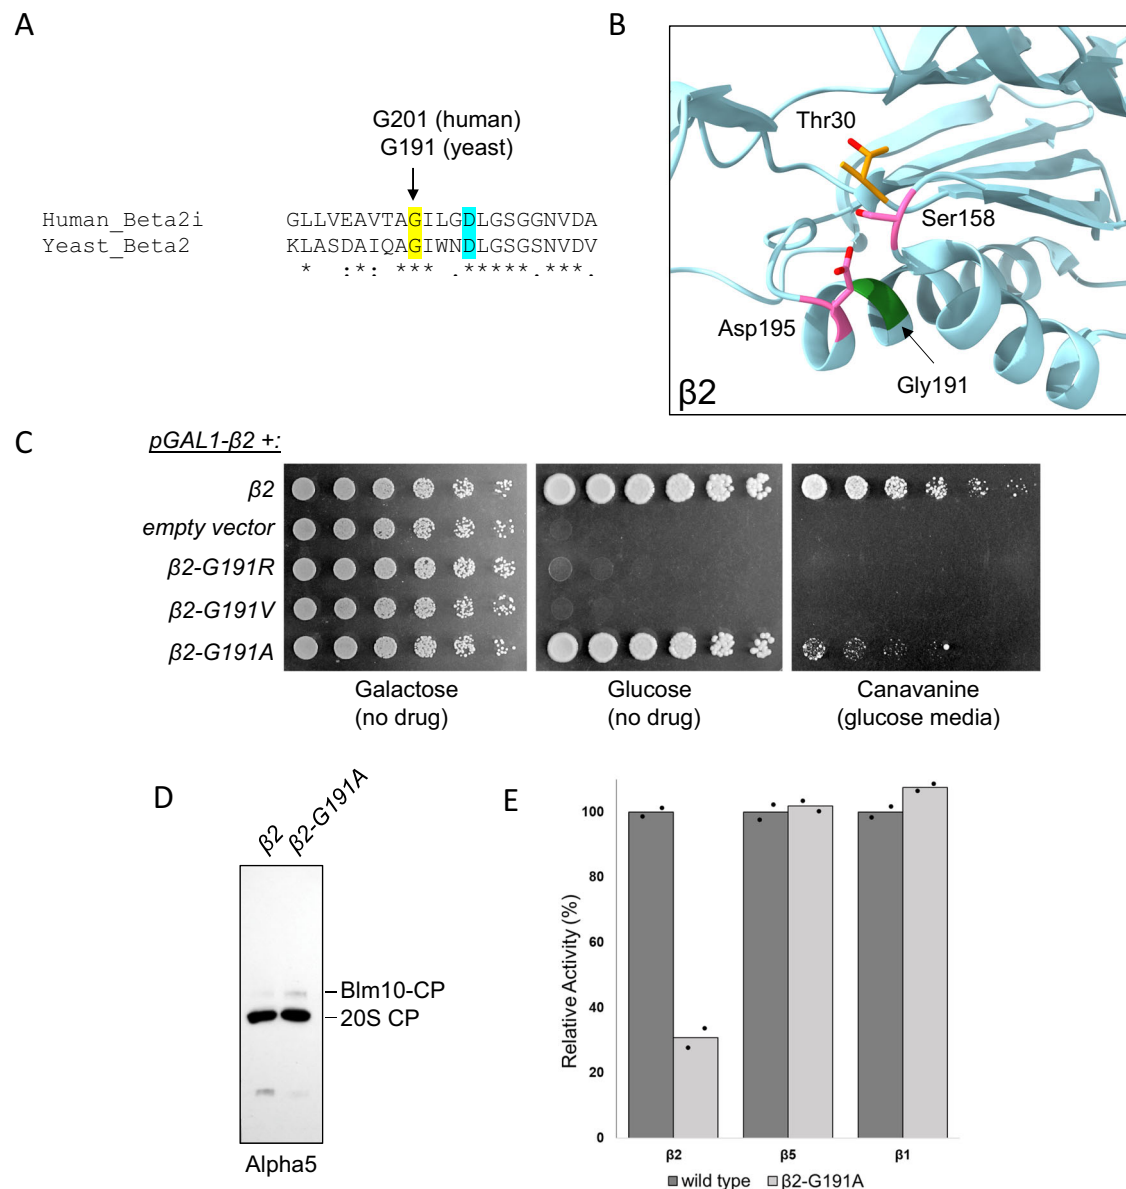 A
G201 (human)
G191 (yeast)
Human_Beta2i GLLVEAVTAGILGDLGSGGNVDA
Yeast_Beta2 KLASDAIQAGIWNDLGSGSNVDV
* :*: *** .*****.***.
B
Thr30
Ser158
Asp195
Gly191
β2
C
pGAL1-β2 +:
β2
empty vector
β2-G191R
β2-G191V
β2-G191A
Galactose
(no drug)
Glucose
(no drug)
Canavanine
(glucose media)
D
β2
β2-G191A
Blm10-CP
20S CP
Alpha5
E
Relative Activity (%)
100
80
60
40
20
0
β2
β5
β1
wild type
β2-G191A